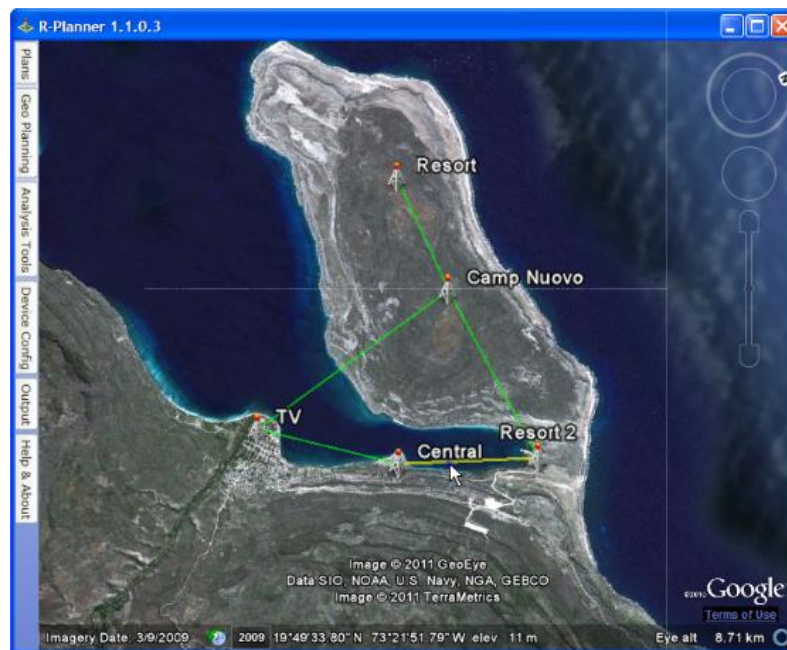 R-Planner 1.1.0.3
Plans
Geo Planning
Analysis Tools
Device Config
Output
Help & About
Resort
Camp Nuovo
TV
Central
Resort 2
Image © 2011 GeoEye
Data SIO, NOAA, U.S. Navy, NGA, GEBCO
Image © 2011 TerraMetrics
©2010 Google
Terms of Use
Imagery Date: 3/9/2009 2009 19°49'33.80" N 73°21'51.79" W elev 11 m Eye alt 8.71 km